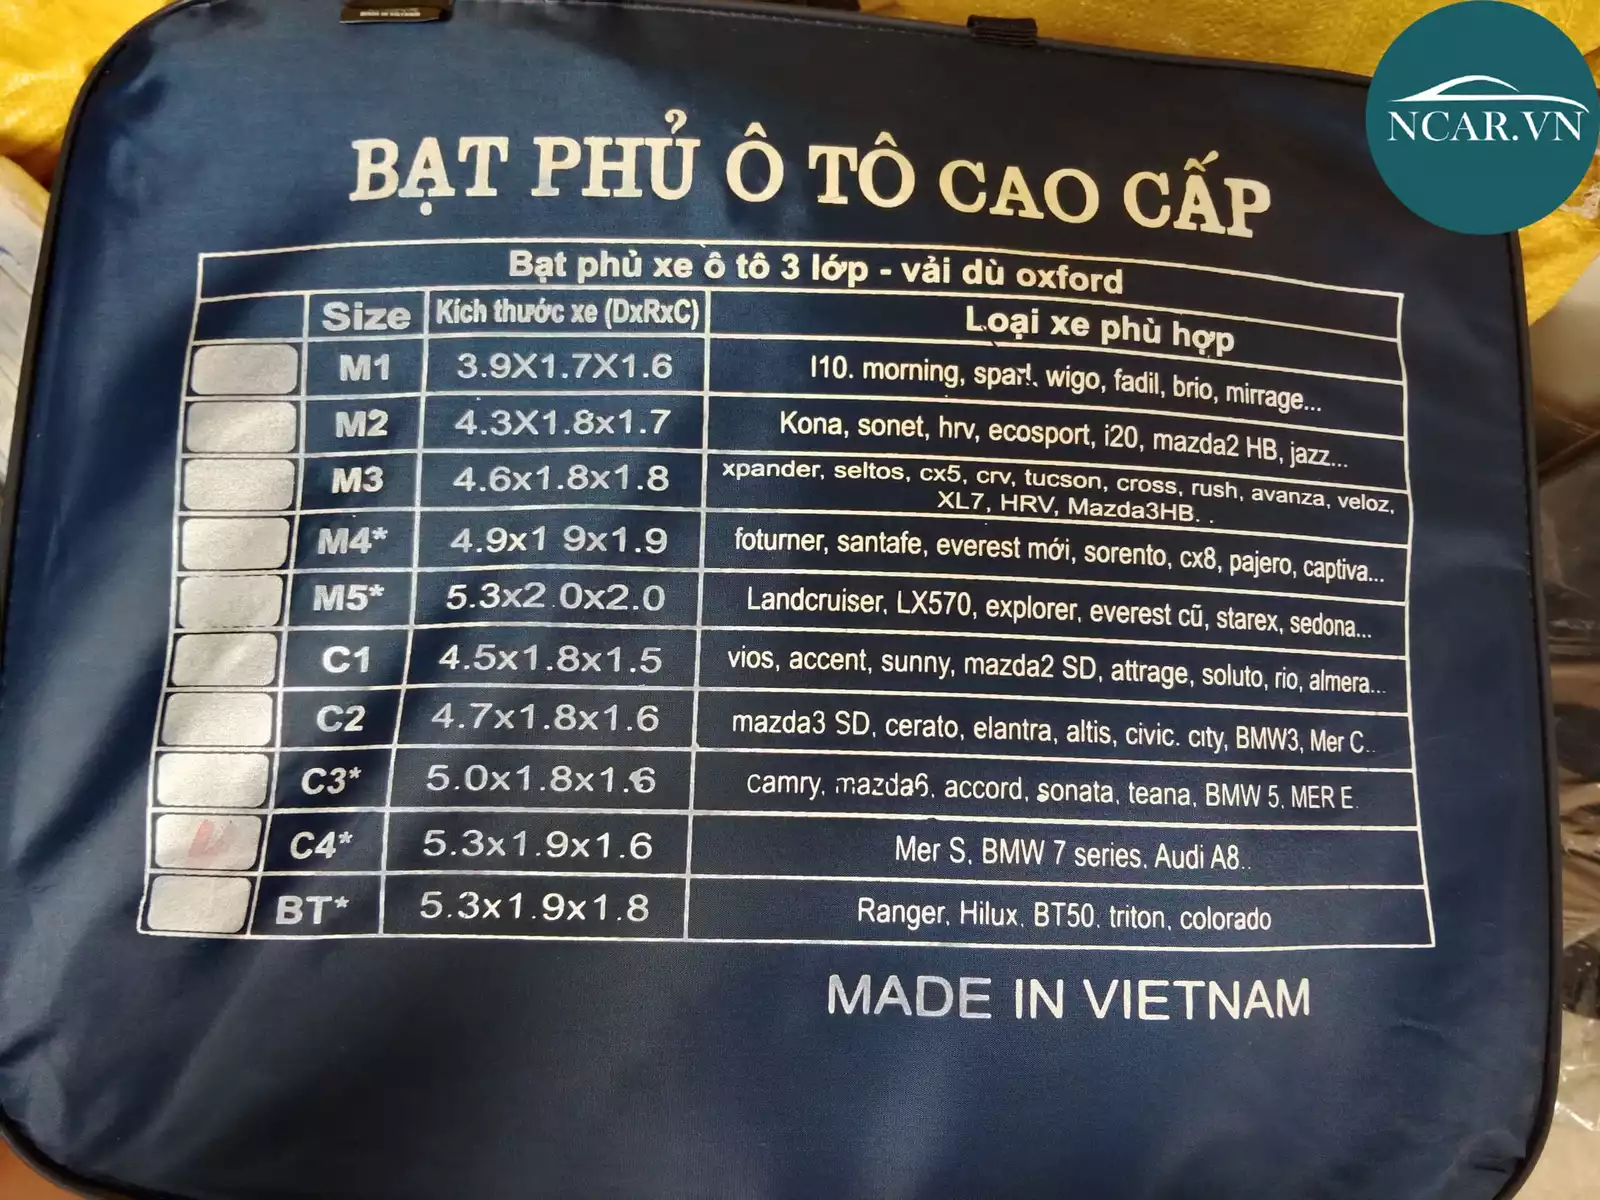 NCAR.VN
BẠT PHỦ Ô TÔ CAO CẤP
Bạt phủ xe ô tô 3 lớp - vải dù oxford
Size Kích thước xe (DxRxC) Loại xe phù hợp
M1 3.9X1.7X1.6 I10. morning, spark. wigo, fadil, brio, mirrage...
M2 4.3X1.8x1.7 Kona, sonet, hrv, ecosport, i20, mazda2 HB, jazz...
M3 4.6x1.8x1.8 xpander, seltos, cx5, crv, tucson, cross, rush, avanza, veloz,
XL7, HRV, Mazda3HB. .
M4* 4.9x1 9x1.9 foturner, santafe, everest mới, sorento, cx8, pajero, captiva...
M5* 5.3x2.0x2.0 Landcruiser, LX570, explorer, everest cũ, starex, sedona...
C1 4.5x1.8x1.5 vios, accent, sunny, mazda2 SD, attrage, soluto, rio, almera...
C2 4.7x1.8x1.6 mazda3 SD, cerato, elantra, altis, civic. city, BMW3, Mer C..
C3* 5.0x1.8x1.6 camry, mazda6, accord, sonata, teana, BMW 5, MER E
C4* 5.3x1.9x1.6 Mer S, BMW 7 series, Audi A8..
BT* 5.3x1.9x1.8 Ranger, Hilux, BT50, triton, colorado
MADE IN VIETNAM